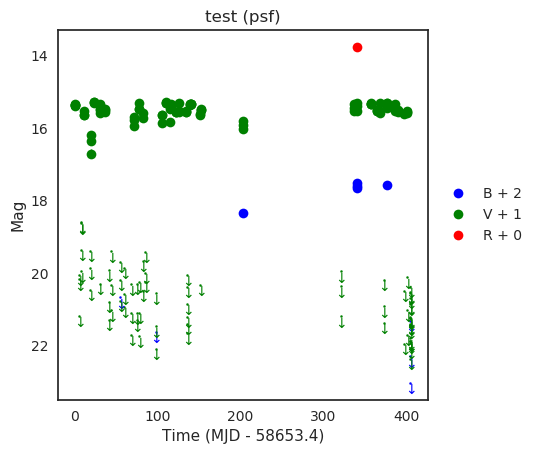 test (psf)
14
16
18
20
22
Mag
0
100
200
300
400
Time (MJD - 58653.4)
B + 2
V + 1
R + 0